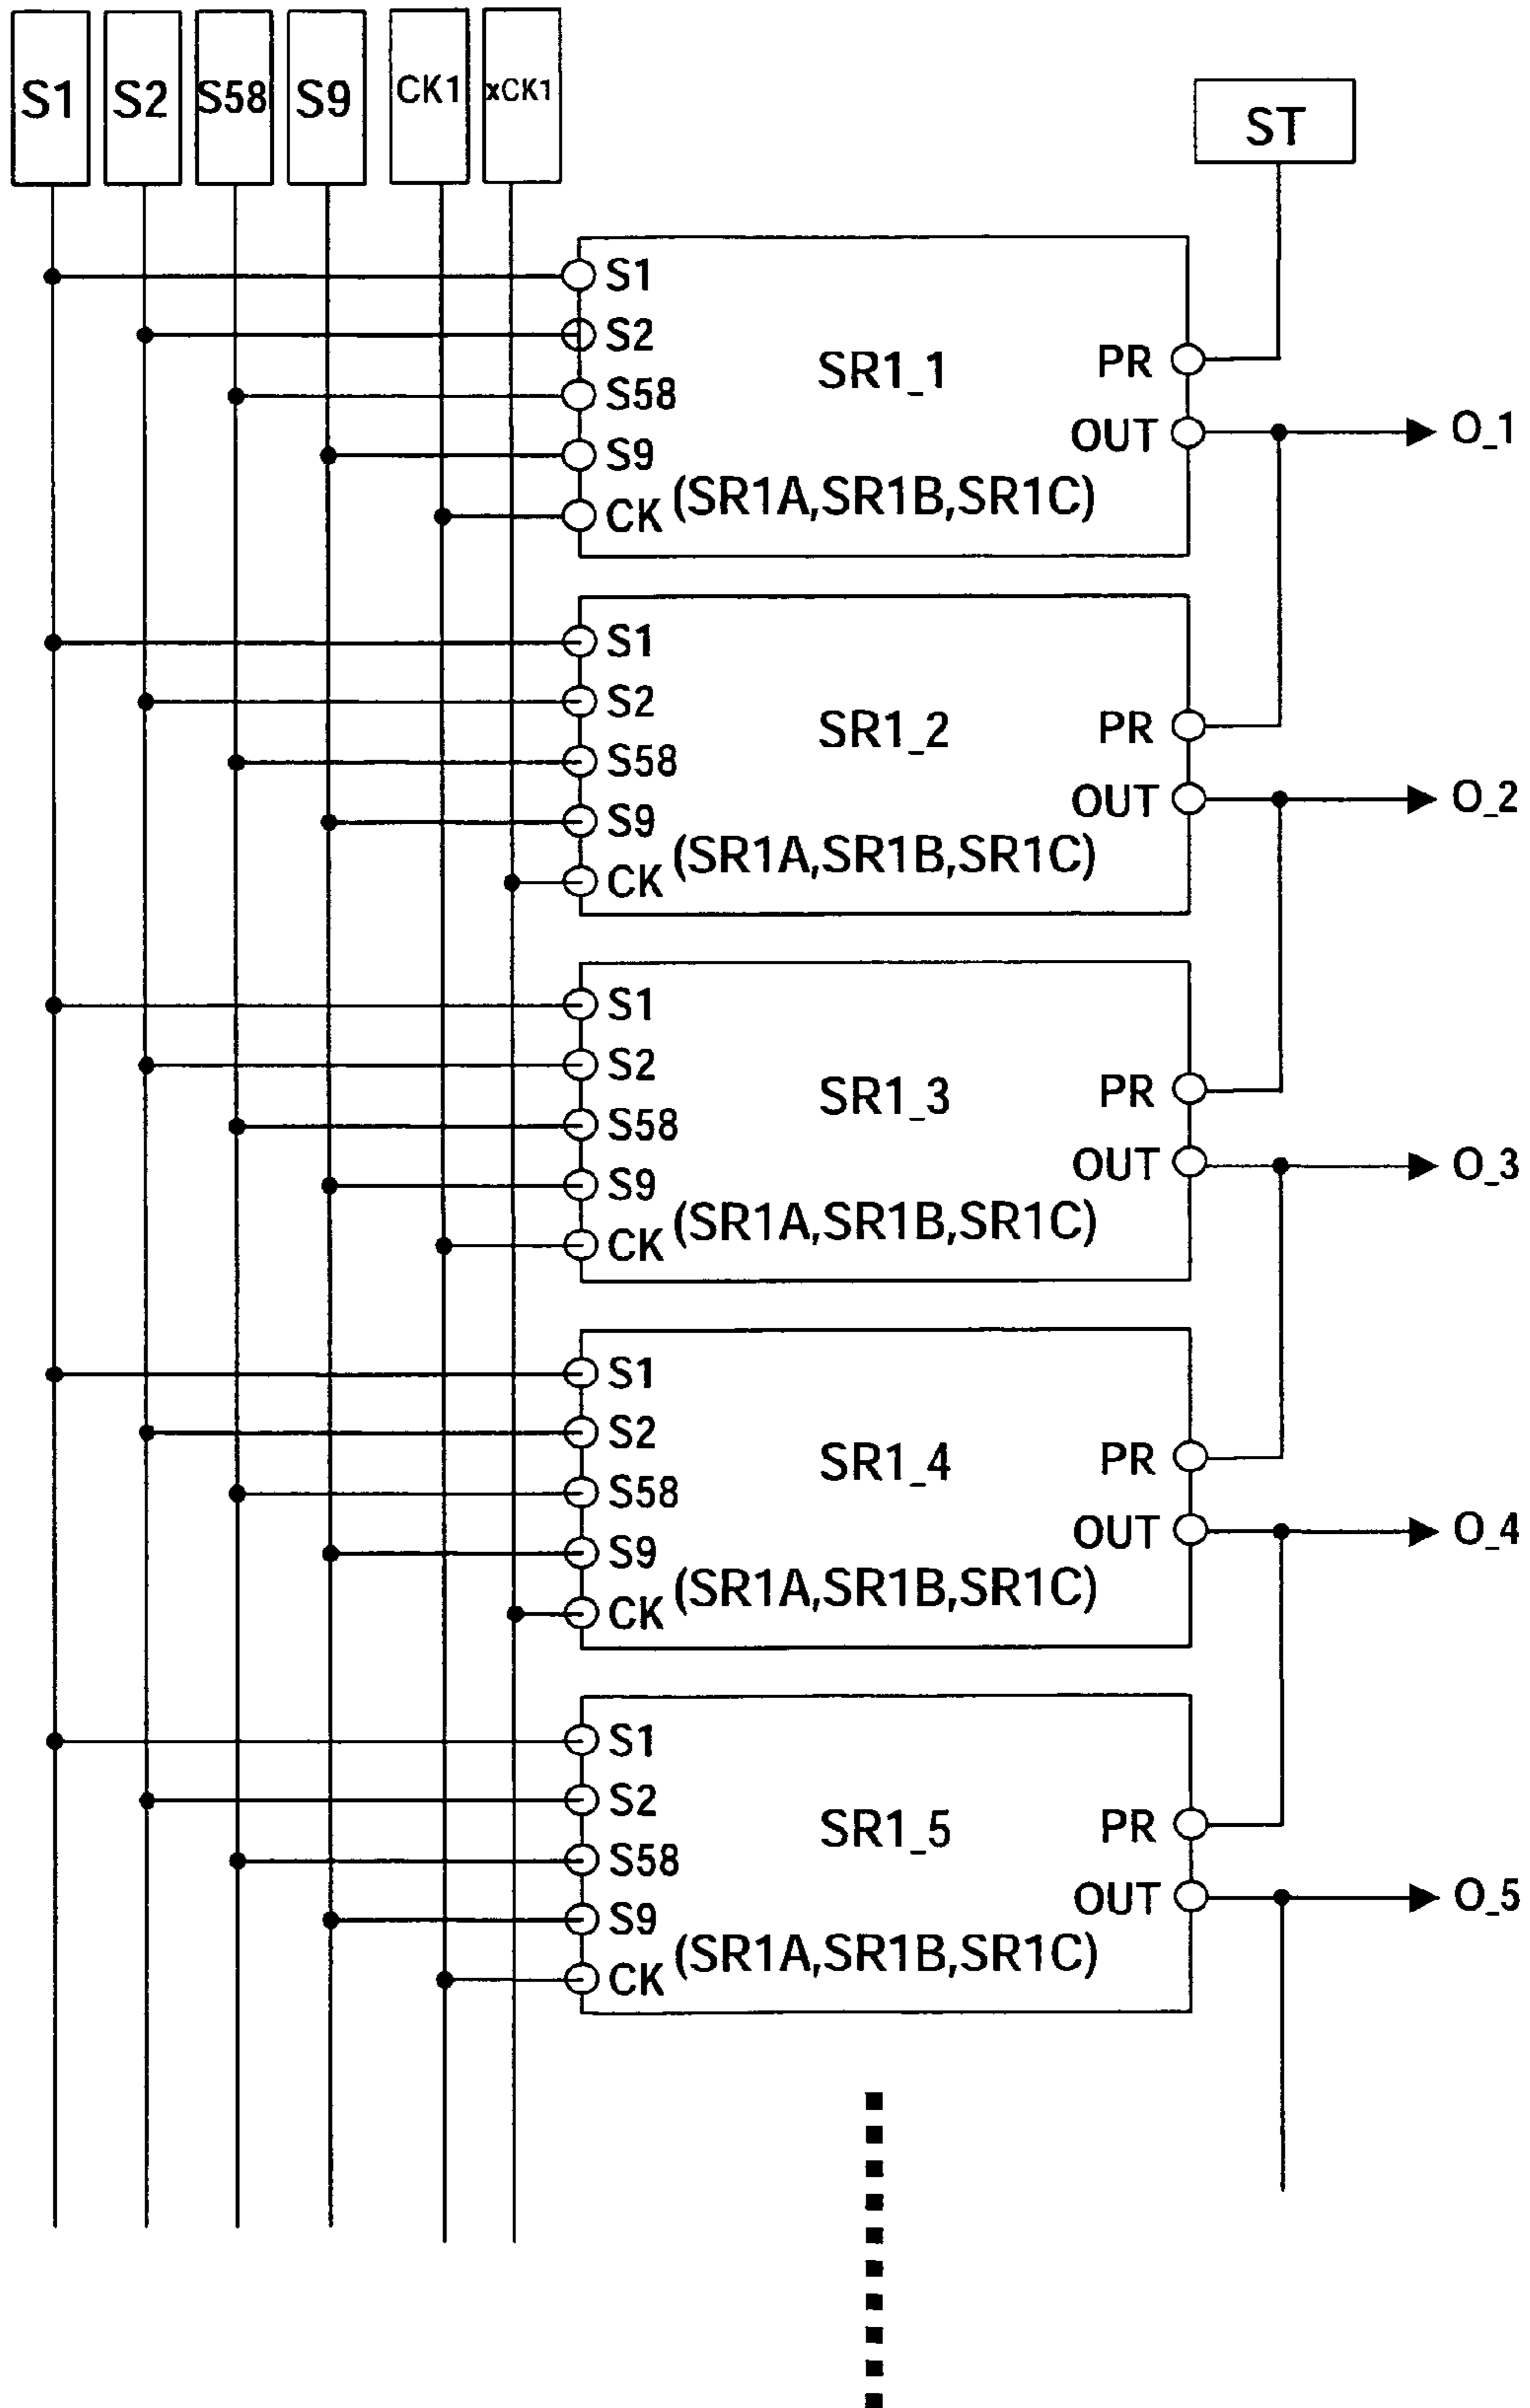 S1 S2 S58 S9 CK1 xCK1
ST
S1
S2
SR1_1
PR
S58
OUT
O_1
S9
(SR1A,SR1B,SR1C)
CK
S1
S2
SR1_2
PR
S58
OUT
O_2
S9
(SR1A,SR1B,SR1C)
CK
S1
S2
SR1_3
PR
S58
OUT
O_3
S9
(SR1A,SR1B,SR1C)
CK
S1
S2
SR1_4
PR
S58
OUT
O_4
S9
(SR1A,SR1B,SR1C)
CK
S1
S2
SR1_5
PR
S58
OUT
O_5
S9
(SR1A,SR1B,SR1C)
CK